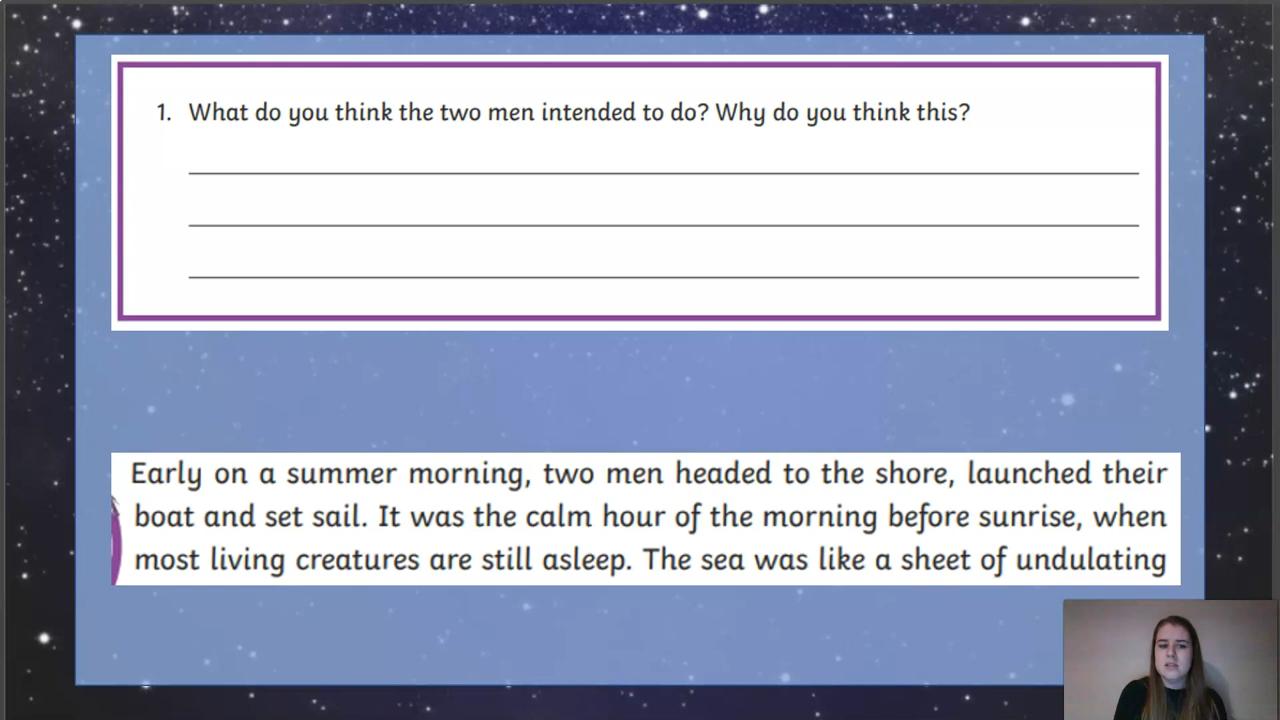 1. What do you think the two men intended to do? Why do you think this?
Early on a summer morning, two men headed to the shore, launched their
boat and set sail. It was the calm hour of the morning before sunrise, when
most living creatures are still asleep. The sea was like a sheet of undulating